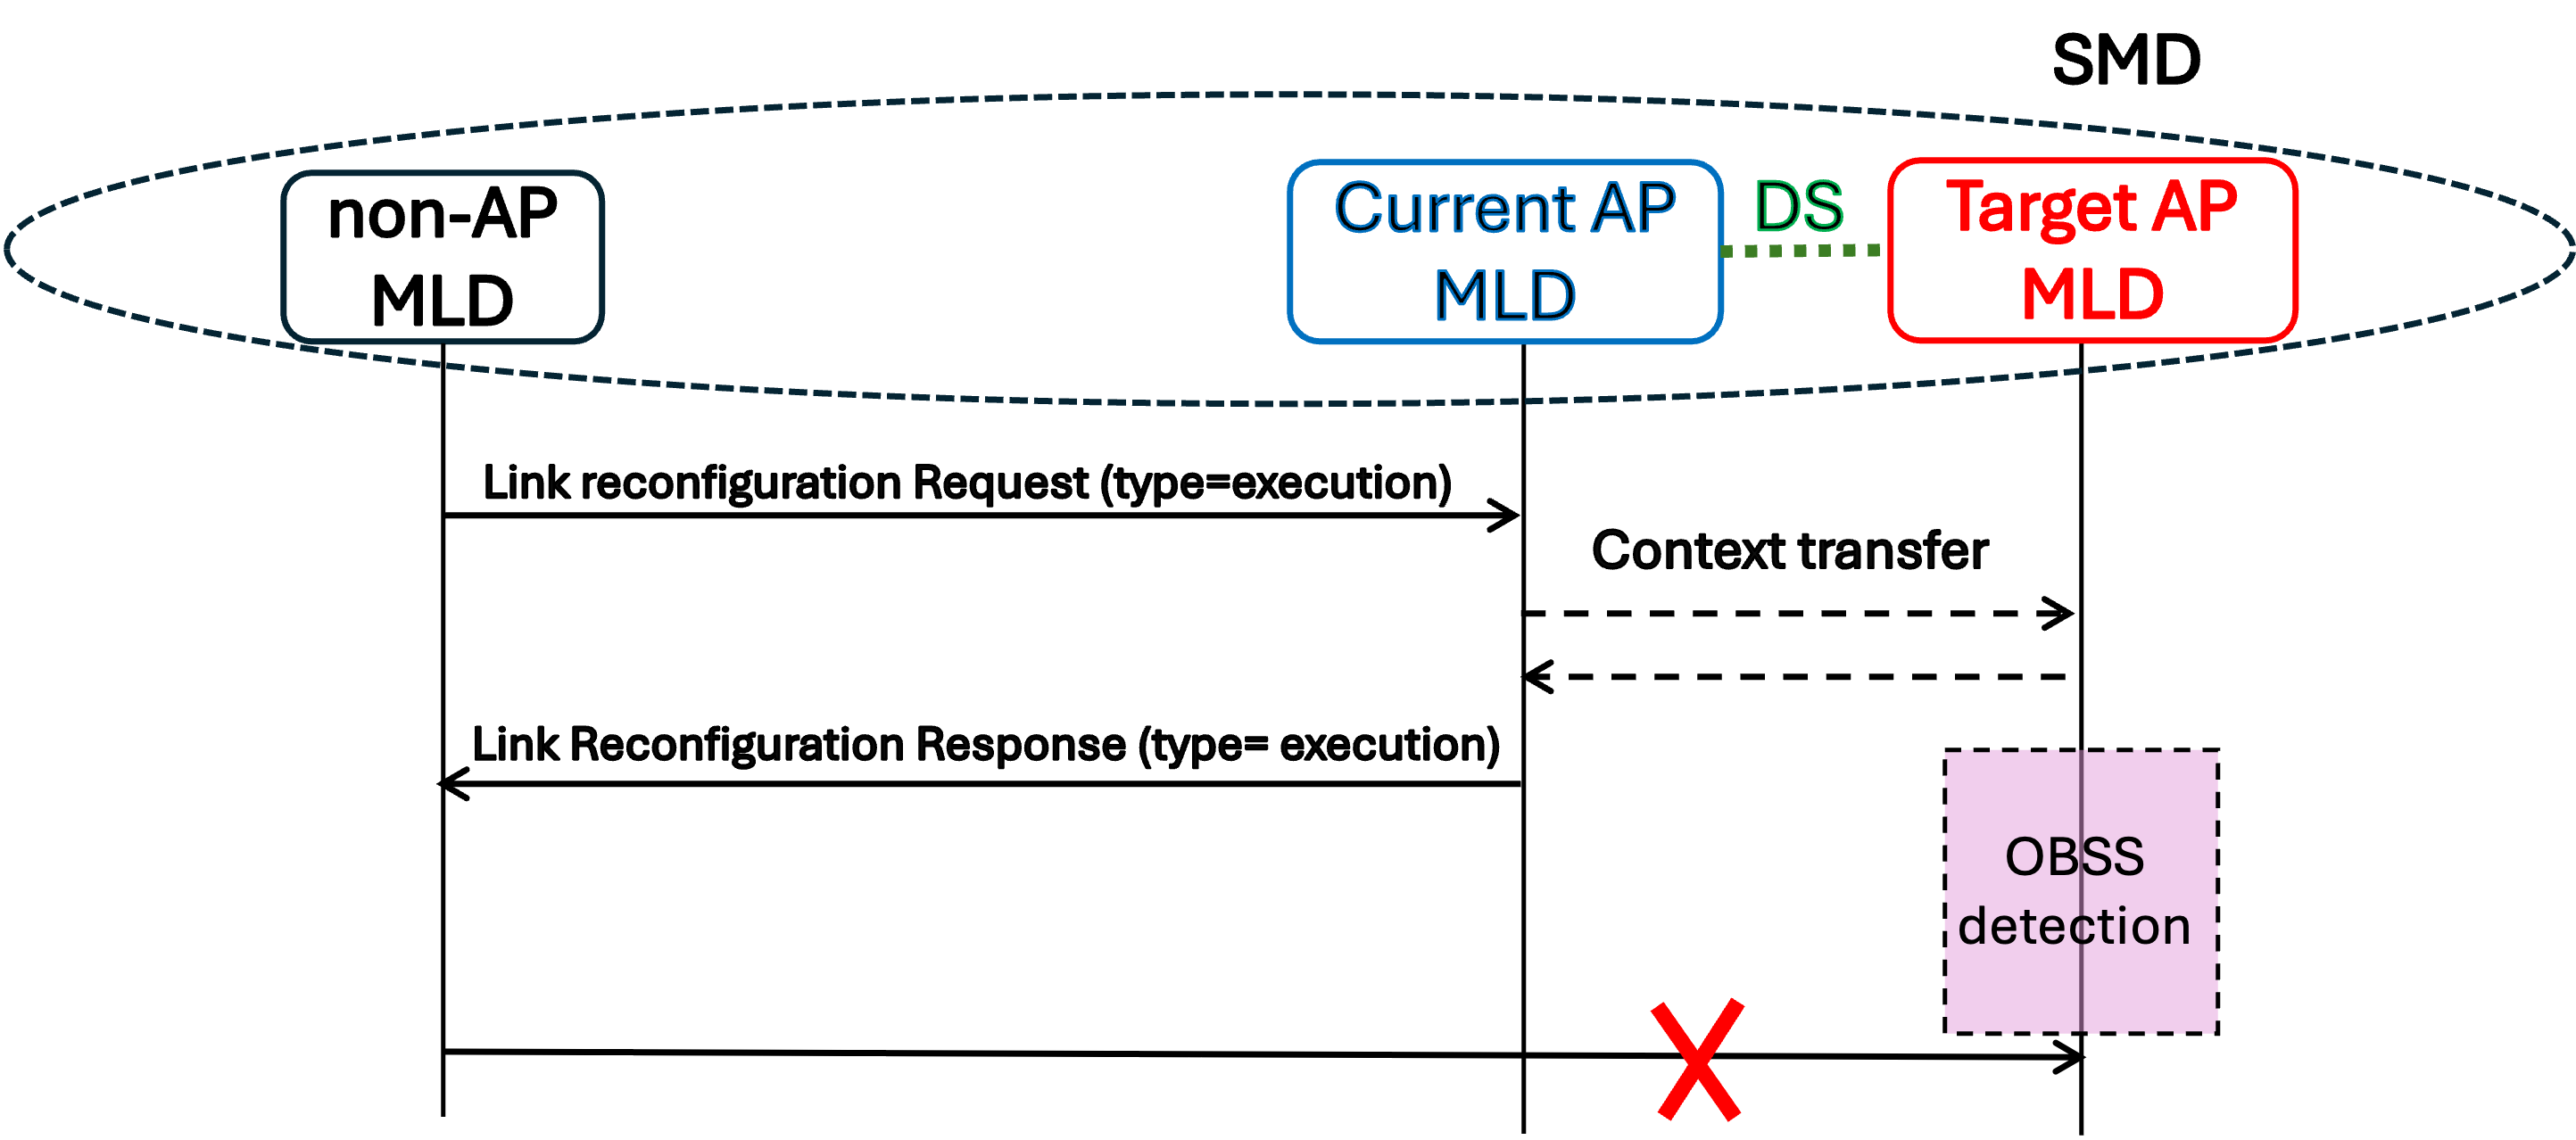 SMD
non-AP
MLD
Current AP
MLD
DS
Target AP
MLD
Link reconfiguration Request (type=execution)
Context transfer
Link Reconfiguration Response (type= execution)
OBSS
detection